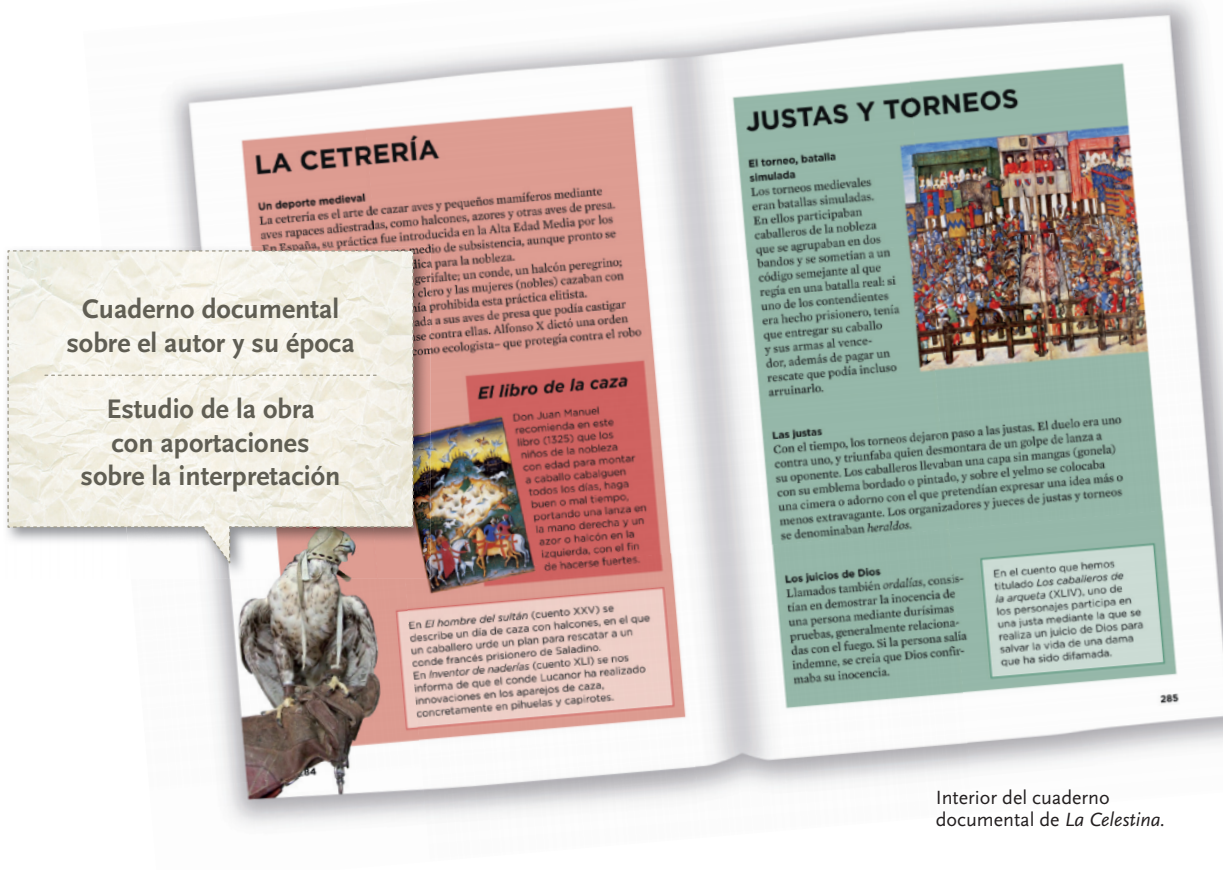 LA CETRERÍA
Un deporte medieval
La cetrería es el arte de cazar aves y pequeños mamíferos mediante
aves rapaces adiestradas, como halcones, azores y otras aves de presa.
En España, su práctica fue introducida en la Alta Edad Media por los
medio de subsistencia, aunque pronto se
para la nobleza.
gerifalte; un conde, un halcón peregrino;
clero y las mujeres (nobles) cazaban con
prohibida esta práctica elitista.
a sus aves de presa que podía castigar
contra ellas. Alfonso X dictó una orden
como ecologista– que protegía contra el robo
El libro de la caza
Don Juan Manuel
recomienda en este
libro (1325) que los
niños de la nobleza
con edad para montar
a caballo cabalguen
todos los días, haga
buen o mal tiempo,
portando una lanza en
la mano derecha y un
azor o halcón en la
izquierda, con el fin
de hacerse fuertes.
En El hombre del sultán (cuento XXV) se
describe un día de caza con halcones, en el que
un caballero urde un plan para rescatar a un
conde francés prisionero de Saladino.
En Inventor de naderías (cuento XLI) se nos
informa de que el conde Lucanor ha realizado
innovaciones en los aparejos de caza,
concretamente en pihuelas y capirotes.
84
Cuaderno documental
sobre el autor y su época
Estudio de la obra
con aportaciones
sobre la interpretación
JUSTAS Y TORNEOS
El torneo, batalla
simulada
Los torneos medievales
eran batallas simuladas.
En ellos participaban
caballeros de la nobleza
que se agrupaban en dos
bandos y se sometían a un
código semejante al que
regía en una batalla real: si
uno de los contendientes
era hecho prisionero, tenía
que entregar su caballo
y sus armas al vence-
dor, además de pagar un
rescate que podía incluso
arruinarlo.
Las justas
Con el tiempo, los torneos dejaron paso a las justas. El duelo era uno
contra uno, y triunfaba quien desmontara de un golpe de lanza a
su oponente. Los caballeros llevaban una capa sin mangas (gonela)
con su emblema bordado o pintado, y sobre el yelmo se colocaba
una cimera o adorno con el que pretendían expresar una idea más o
menos extravagante. Los organizadores y jueces de justas y torneos
se denominaban heraldos.
Los juicios de Dios
Llamados también ordalías, consis-
tían en demostrar la inocencia de
una persona mediante durísimas
pruebas, generalmente relaciona-
das con el fuego. Si la persona salía
indemne, se creía que Dios confir-
maba su inocencia.
En el cuento que hemos
titulado Los caballeros de
la arqueta (XLIV), uno de
los personajes participa en
una justa mediante la que se
realiza un juicio de Dios para
salvar la vida de una dama
que ha sido difamada.
285
Interior del cuaderno
documental de La Celestina.